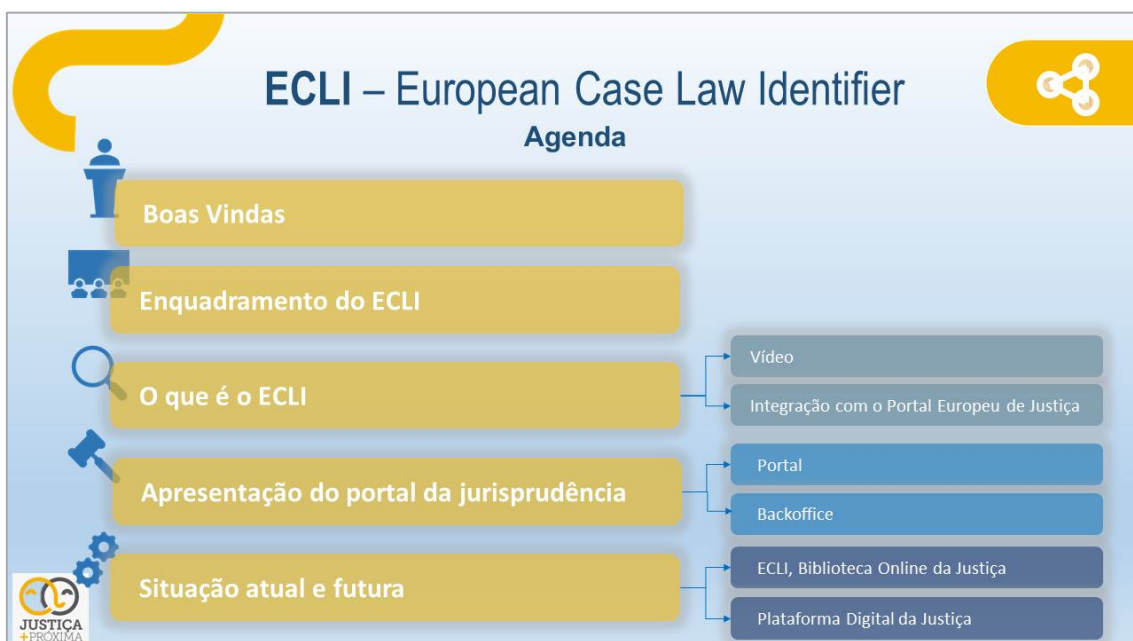 ECLI – European Case Law Identifier
Agenda
Boas Vindas
Enquadramento do ECLI
O que é o ECLI
Vídeo
Integração com o Portal Europeu de Justiça
Apresentação do portal da jurisprudência
Portal
Backoffice
Situação atual e futura
ECLI, Biblioteca Online da Justiça
Plataforma Digital da Justiça
JUSTIÇA
+PRÓXIMA